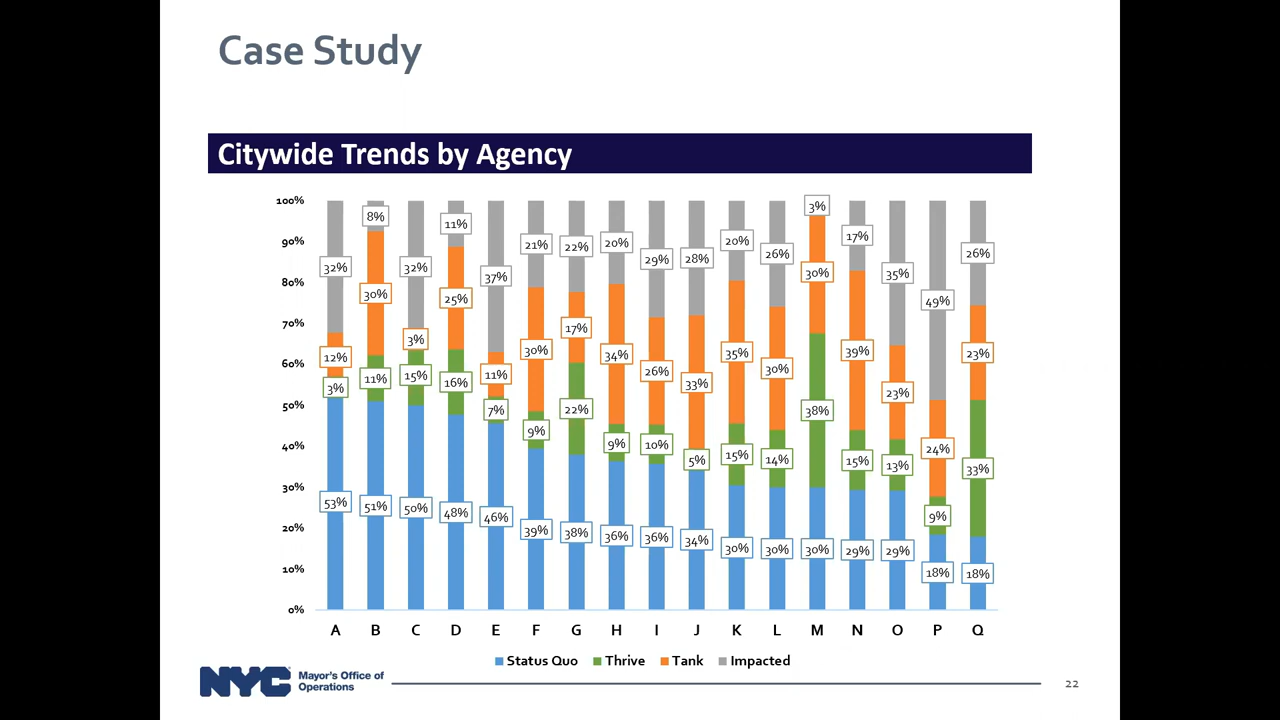 Case Study
Citywide Trends by Agency
100%
90%
80%
70%
60%
50%
40%
30%
20%
10%
0%
32% 8% 32% 11% 37% 21% 22% 20% 29% 28% 20% 26% 3% 17% 35% 49% 26%
12% 30% 3% 25% 11% 30% 17% 34% 26% 33% 35% 30% 30% 39% 23% 24% 23%
3% 11% 15% 16% 7% 9% 22% 9% 10% 5% 15% 14% 38% 15% 13% 9% 33%
53% 51% 50% 48% 46% 39% 38% 36% 36% 34% 30% 30% 30% 29% 29% 18% 18%
A B C D E F G H I J K L M N O P Q
Status Quo Thrive Tank Impacted
NYC Mayor's Office of
Operations
22